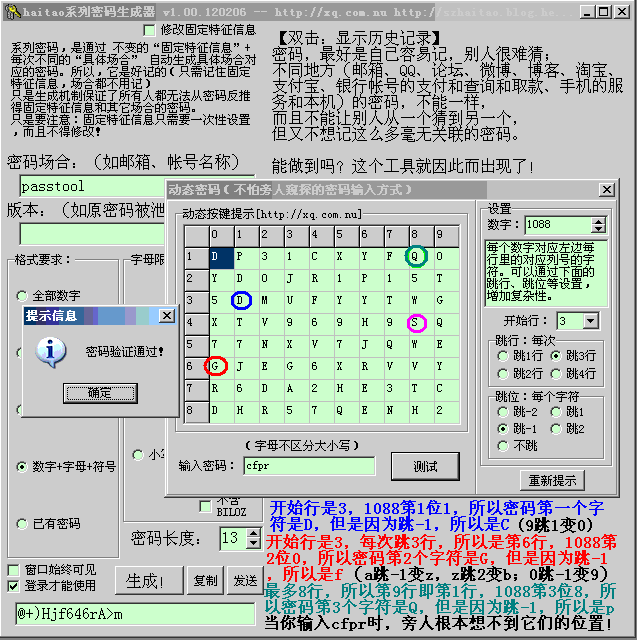 haitao系列密码生成器 v1.00.120206 -- http://xq.com.nu
修改固定特征信息
系列密码,是通过 不变的“固定特征信息”+
每次不同的“具体场合” 自动生成具体场合对
应的密码。所以,它是好记的(只需记住固定
特征信息,场合都不用记)
只是生成机制保证了所有人都无法从密码反推
得固定特征信息和其它场合的密码。
只是要注意:固定特征信息只需要一次性设置
,而且不得修改!
【双击:显示历史记录】
密码,最好是自己容易记,别人很难猜;
不同地方(邮箱、QQ、论坛、微博、博客、淘宝、
支付宝、银行帐号的支付和查询和取款、手机的服
务和本机)的密码,不能一样,
而且不能让别人从一个猜到另一个,
但又不想记这么多毫无关联的密码。
能做到吗?这个工具就因此而出现了!
密码场合:(如邮箱、帐号名称)
passtool
版本:(如原密码被泄
格式要求:
字母限
全部数字
数字+字母+符号
已有密码
不含
BILOZ
密码长度: 13
窗口始终可见
登录才能使用
生成! 复制 发送
@+)Hjf646rA>m
提示信息
密码验证通过!
确定
动态密码(不怕旁人窥探的密码输入方式)
动态按键提示[http://xq.com.nu]
0 1 2 3 4 5 6 7 8 9
1 D P 3 1 C X Y F Q O
2 Y D O J R 1 P 1 5 T
3 5 D M U F Y Y T W G
4 X T V 9 6 9 H 9 S Q
5 7 7 N X V 7 J Q W E
6 G J E G 6 X R V V Y
7 R 6 D A 2 H E 3 T C
8 D H R 5 7 Q E N H 2
(字母不区分大小写)
输入密码: cfpr 测试
设置
数字: 1088
每个数字对应左边每
行里的对应列号的字
符。可以通过下面的
跳行、跳位等设置,
增加复杂性。
开始行: 3
跳行:每次
跳1行 跳3行
跳2行 跳4行
跳位:每个字符
跳-2 跳1
跳-1 跳2
不跳
重新提示
开始行是3,1088第1位1,所以密码第一个字
符是D,但是因为跳-1,所以是C(9跳1变0)
开始行是3,每次跳3行,所以是第6行,1088第
2位0,所以密码第2个字符是G,但是因为跳-1
,所以是f(a跳-1变z,z跳2变b;0跳-1变9)
最多8行,所以第9行即第1行,1088第3位8,所
以密码第3个字符是Q,但是因为跳-1,所以是p
当你输入cfpr时,旁人根本想不到它们的位置!